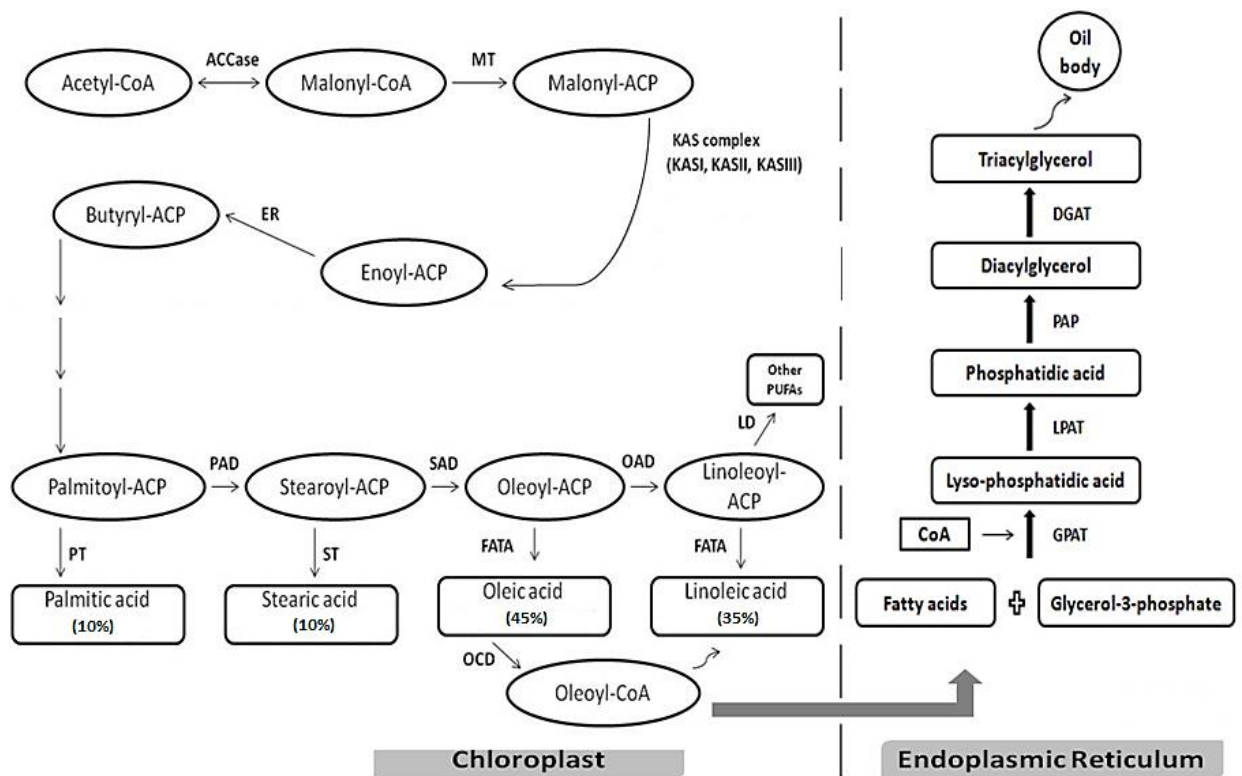 Acetyl-CoA
ACCase
Malonyl-CoA
MT
Malonyl-ACP
KAS complex
(KASI, KASII, KASIII)
Butyryl-ACP
ER
Enoyl-ACP
Other
PUFAs
LD
Palmitoyl-ACP
PAD
Stearoyl-ACP
SAD
Oleoyl-ACP
OAD
Linoleoyl-
ACP
PT
ST
FATA
FATA
Palmitic acid
(10%)
Stearic acid
(10%)
Oleic acid
(45%)
Linoleic acid
(35%)
OCD
Oleoyl-CoA
Chloroplast
Oil
body
Triacylglycerol
DGAT
Diacylglycerol
PAP
Phosphatidic acid
LPAT
Lyso-phosphatidic acid
CoA
GPAT
Fatty acids
Glycerol-3-phosphate
Endoplasmic Reticulum